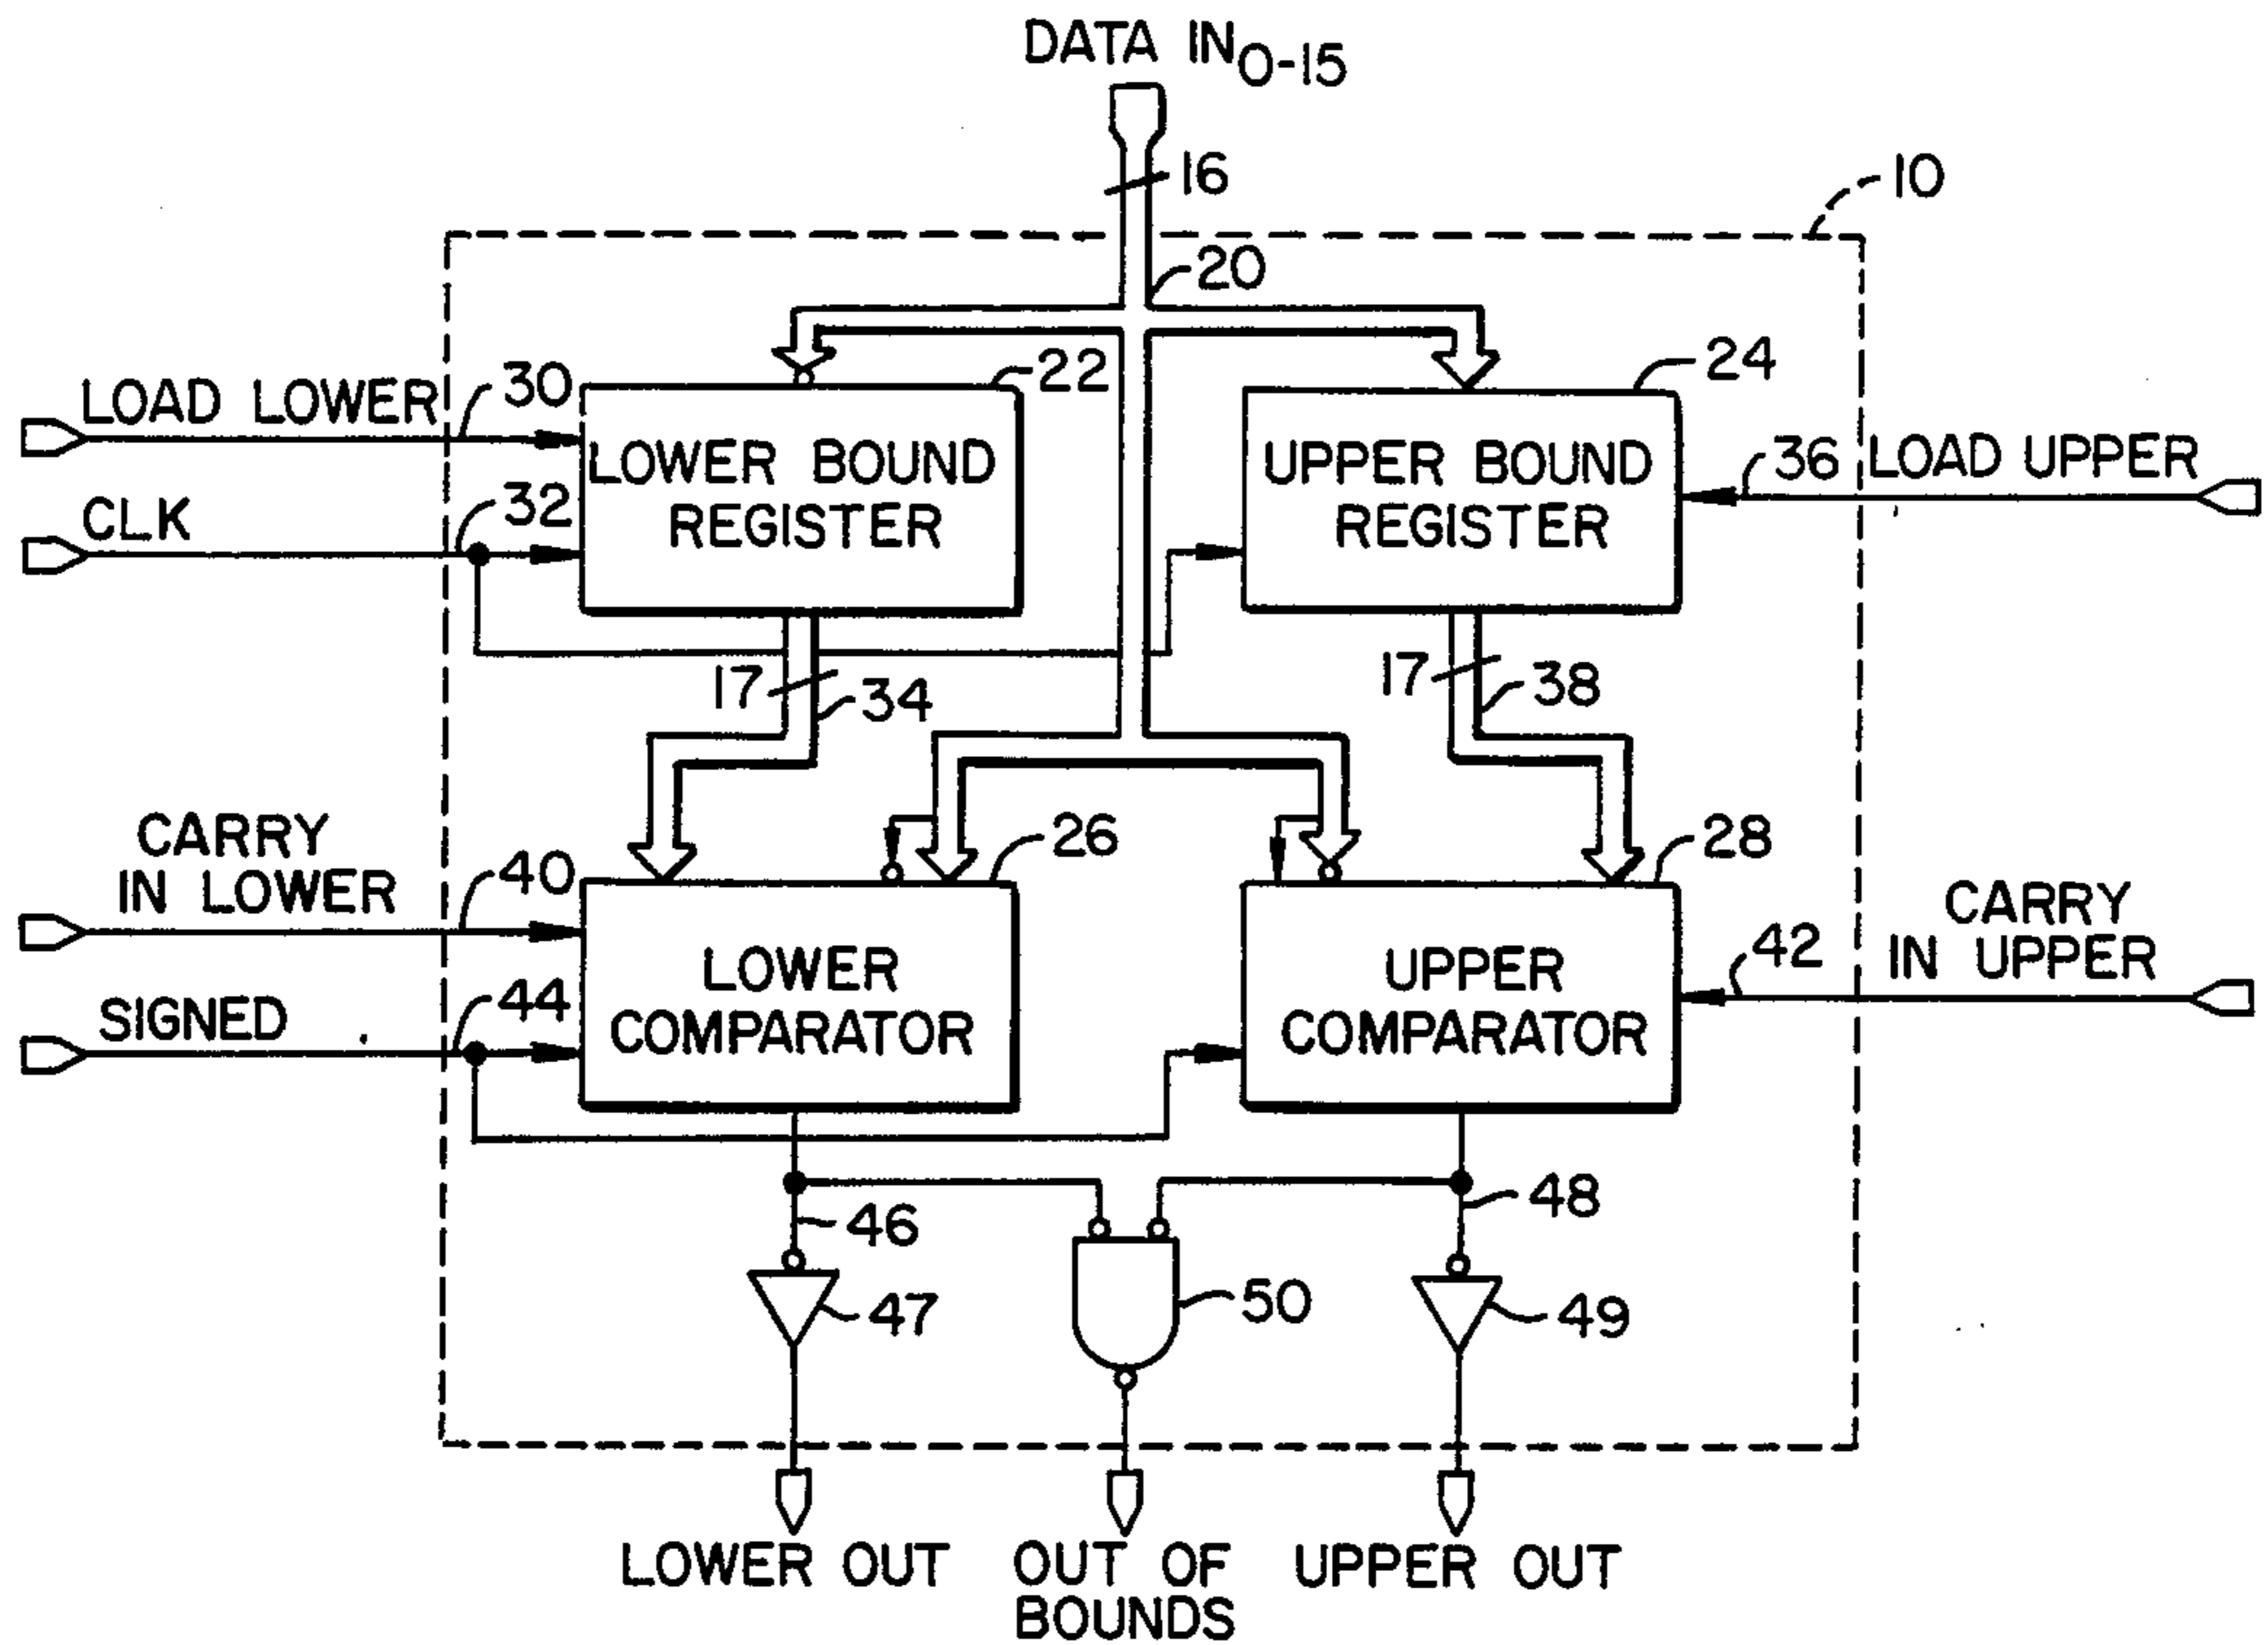 DATA IN0-15
16
10
20
22
24
LOAD LOWER
30
LOWER BOUND
REGISTER
UPPER BOUND
REGISTER
36
LOAD UPPER
CLK
32
17
34
17
38
CARRY
IN LOWER
40
26
28
LOWER
COMPARATOR
UPPER
COMPARATOR
42
CARRY
IN UPPER
SIGNED
44
46
48
47
50
49
LOWER OUT
OUT OF
BOUNDS
UPPER OUT